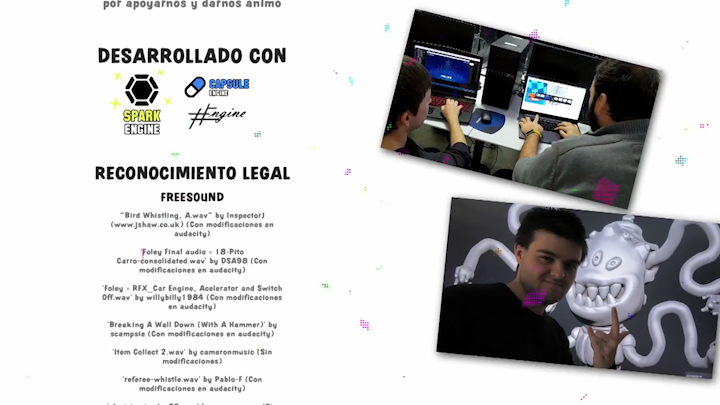 por apoyarnos y darnos animo
DESARROLLADO CON
SPARK
ENGINE
CAPSULE
ENGINE
#Engine
RECONOCIMIENTO LEGAL
FREESOUND
"Bird Whistling, A.wav" by InspectorJ
(www.jshaw.co.uk) (Con modificaciones en
audacity)
'Foley Final audio » 18-Pito
Carro-consolidated.wav' by DSA98 (Con
modificaciones en audacity)
'Foley » RFX_Car Engine, Acelerator and Switch
Off.wav' by willybilly1984 (Con modificaciones
en audacity)
'Breaking A Wall Down (With A Hammer)' by
scampsie (Con modificaciones en audacity)
'Item Collect 2.wav' by cameronmusic (Sin
modificaciones)
'referee-whistle.wav' by Pablo-F (Con
modificaciones en audacity)